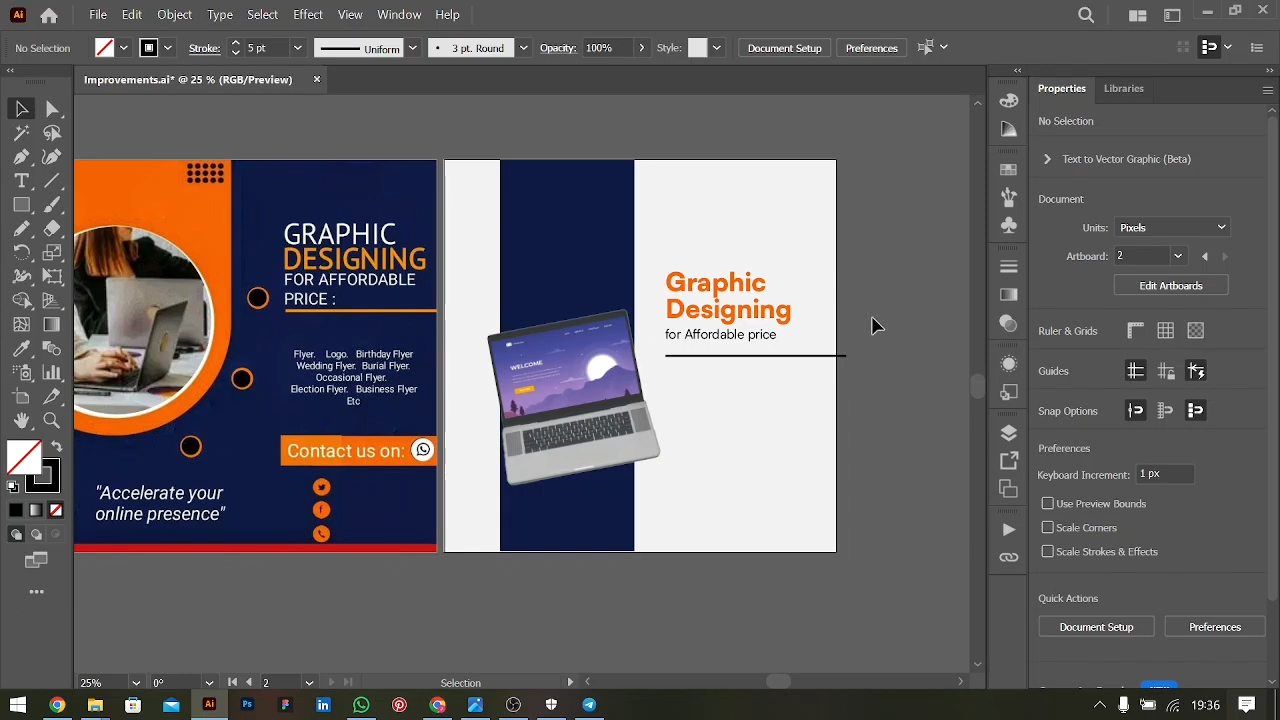 Ai
File Edit Object Type Select Effect View Window Help
No Selection
Stroke: 5 pt
Uniform
3 pt. Round
Opacity: 100%
Style:
Document Setup
Preferences
Improvements.ai* @ 25 % (RGB/Preview)
GRAPHIC
DESIGNING
FOR AFFORDABLE
PRICE :
Flyer. Logo. Birthday Flyer
Wedding Flyer. Burial Flyer.
Occasional Flyer.
Election Flyer. Business Flyer
Etc
Contact us on:
"Accelerate your
online presence"
Graphic
Designing
for Affordable price
WELCOME
Properties
Libraries
No Selection
Text to Vector Graphic (Beta)
Document
Units: Pixels
Artboard: 2
Edit Artboards
Ruler & Grids
Guides
Snap Options
Preferences
Keyboard Increment: 1 px
Use Preview Bounds
Scale Corners
Scale Strokes & Effects
Quick Actions
Document Setup
Preferences
25%
0°
2
Selection
Ai
Ps
19:36